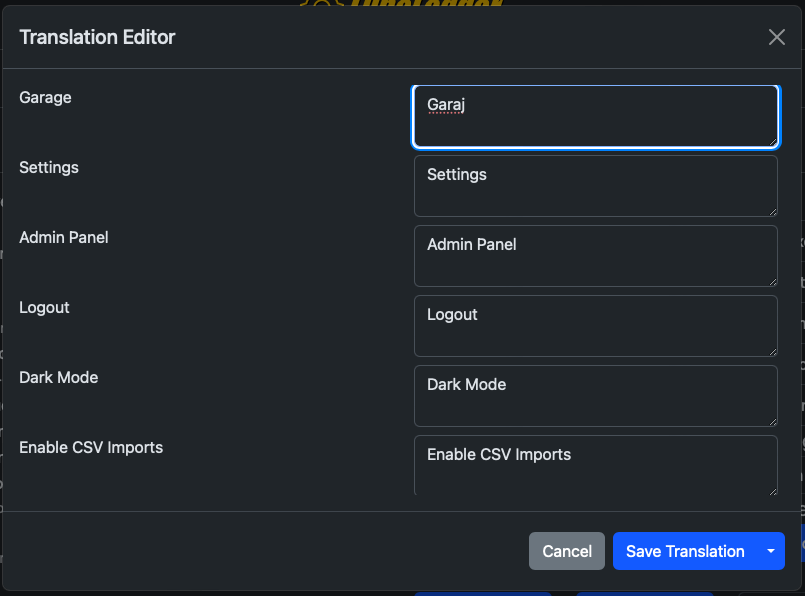 Translation Editor
Garage
Garaj
Settings
Settings
Admin Panel
Admin Panel
Logout
Logout
Dark Mode
Dark Mode
Enable CSV Imports
Enable CSV Imports
Cancel
Save Translation